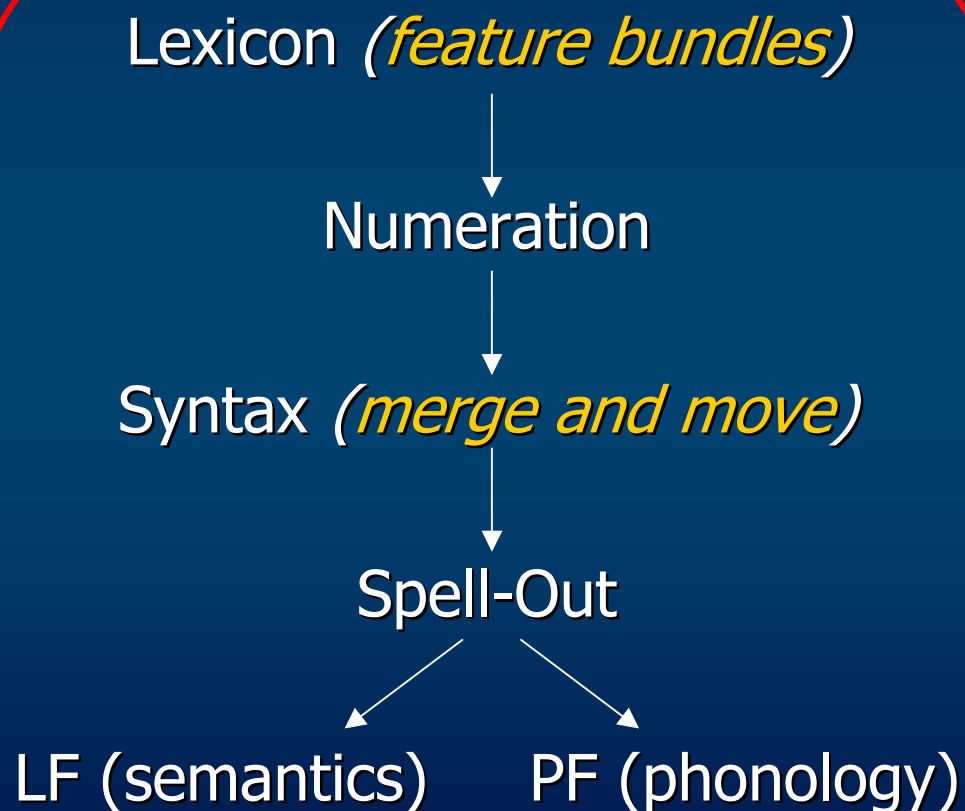 Lexicon (feature bundles)
Numeration
Syntax (merge and move)
Spell-Out
LF (semantics) PF (phonology)